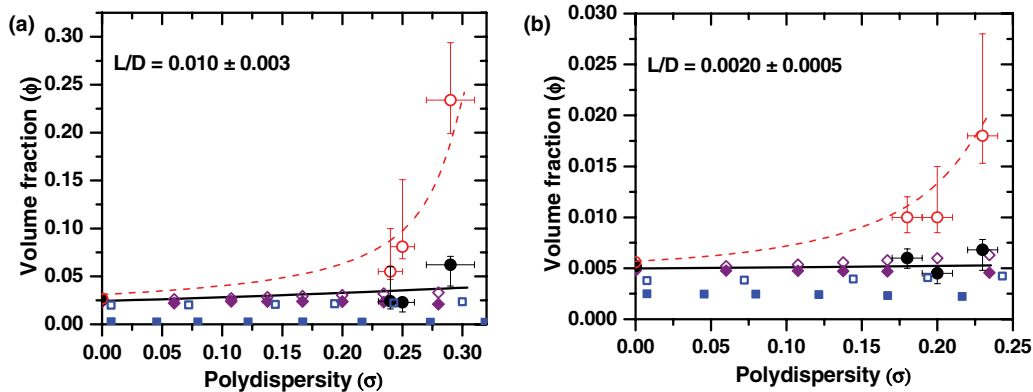 (a)
L/D = 0.010 ± 0.003
Volume fraction (ϕ)
0.30
0.25
0.20
0.15
0.10
0.05
0.00
0.00 0.05 0.10 0.15 0.20 0.25 0.30
Polydispersity (σ)
(b)
L/D = 0.0020 ± 0.0005
Volume fraction (ϕ)
0.030
0.025
0.020
0.015
0.010
0.005
0.000
0.00 0.05 0.10 0.15 0.20 0.25
Polydispersity (σ)